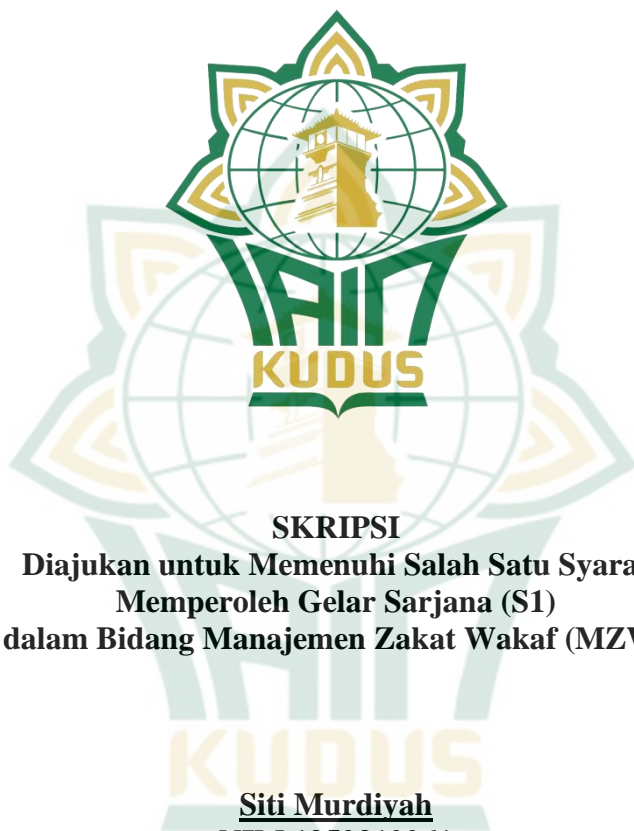 IAIN
KUDUS
SKRIPSI
Diajukan untuk Memenuhi Salah Satu Syara
Memperoleh Gelar Sarjana (S1)
dalam Bidang Manajemen Zakat Wakaf (MZ
KUDUS
Siti Murdiyah